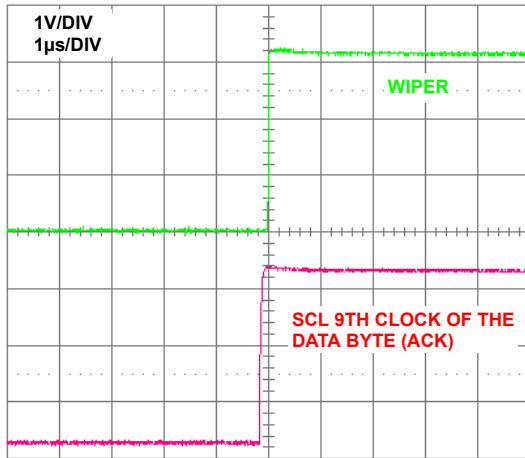 1V/DIV
1µs/DIV
WIPER
SCL 9TH CLOCK OF THE
DATA BYTE (ACK)